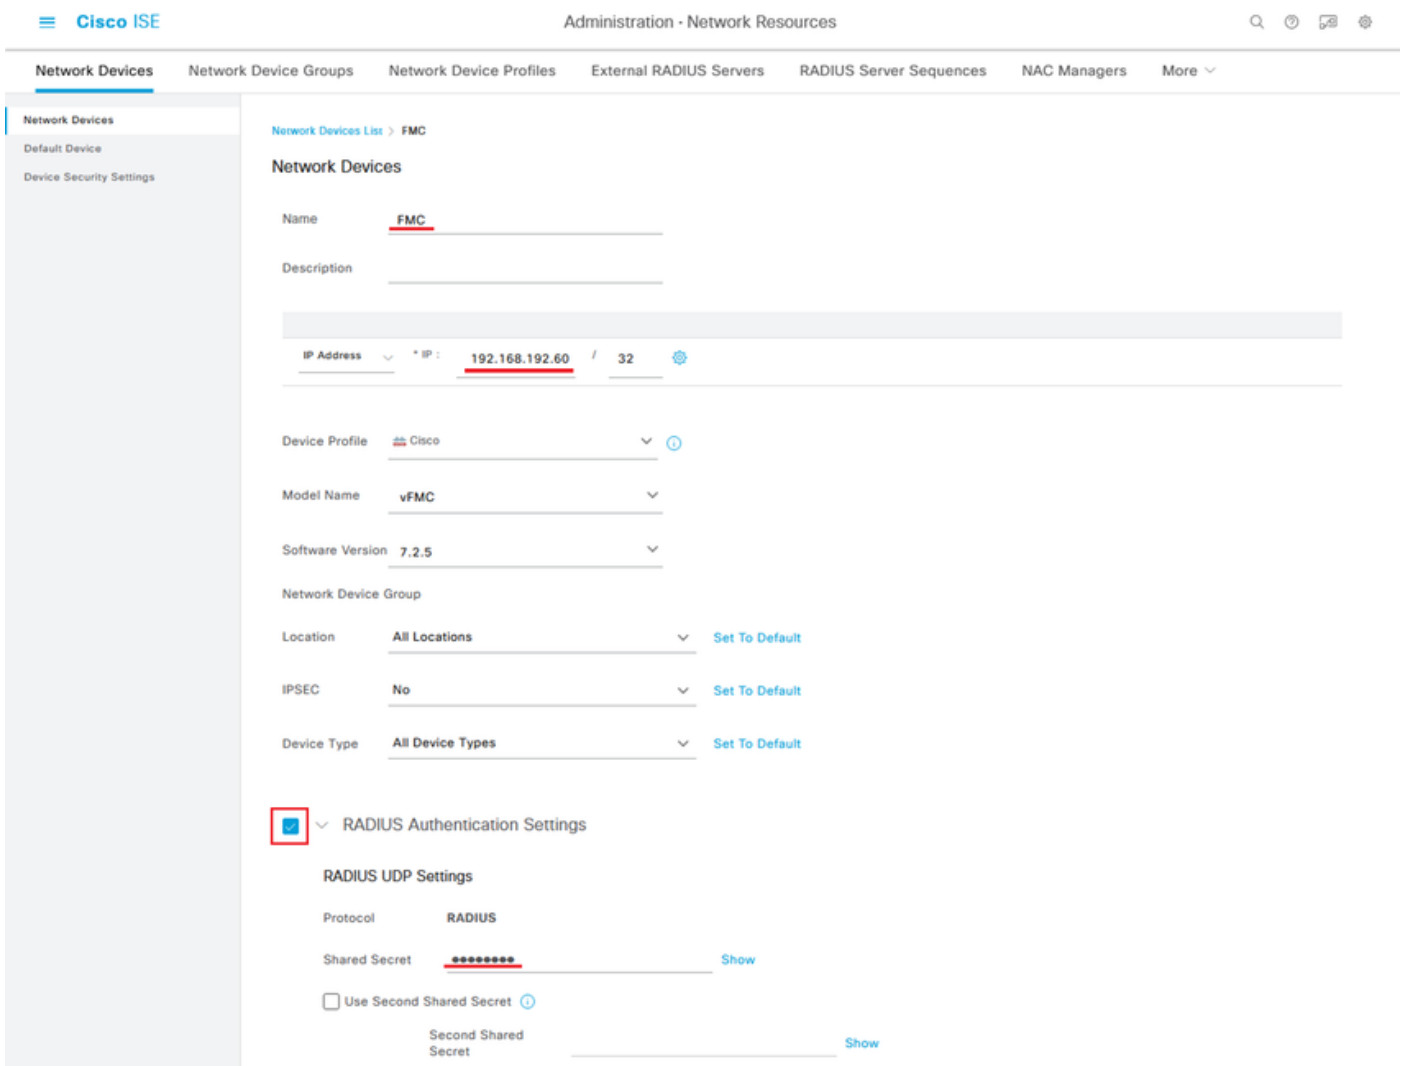 Cisco ISE
Administration · Network Resources
Network Devices Network Device Groups Network Device Profiles External RADIUS Servers RADIUS Server Sequences NAC Managers More
Network Devices
Default Device
Device Security Settings
Network Devices List > FMC
Network Devices
Name FMC
Description
IP Address * IP : 192.168.192.60 / 32
Device Profile Cisco
Model Name vFMC
Software Version 7.2.5
Network Device Group
Location All Locations Set To Default
IPSEC No Set To Default
Device Type All Device Types Set To Default
RADIUS Authentication Settings
RADIUS UDP Settings
Protocol RADIUS
Shared Secret •••••••• Show
Use Second Shared Secret
Second Shared
Secret Show